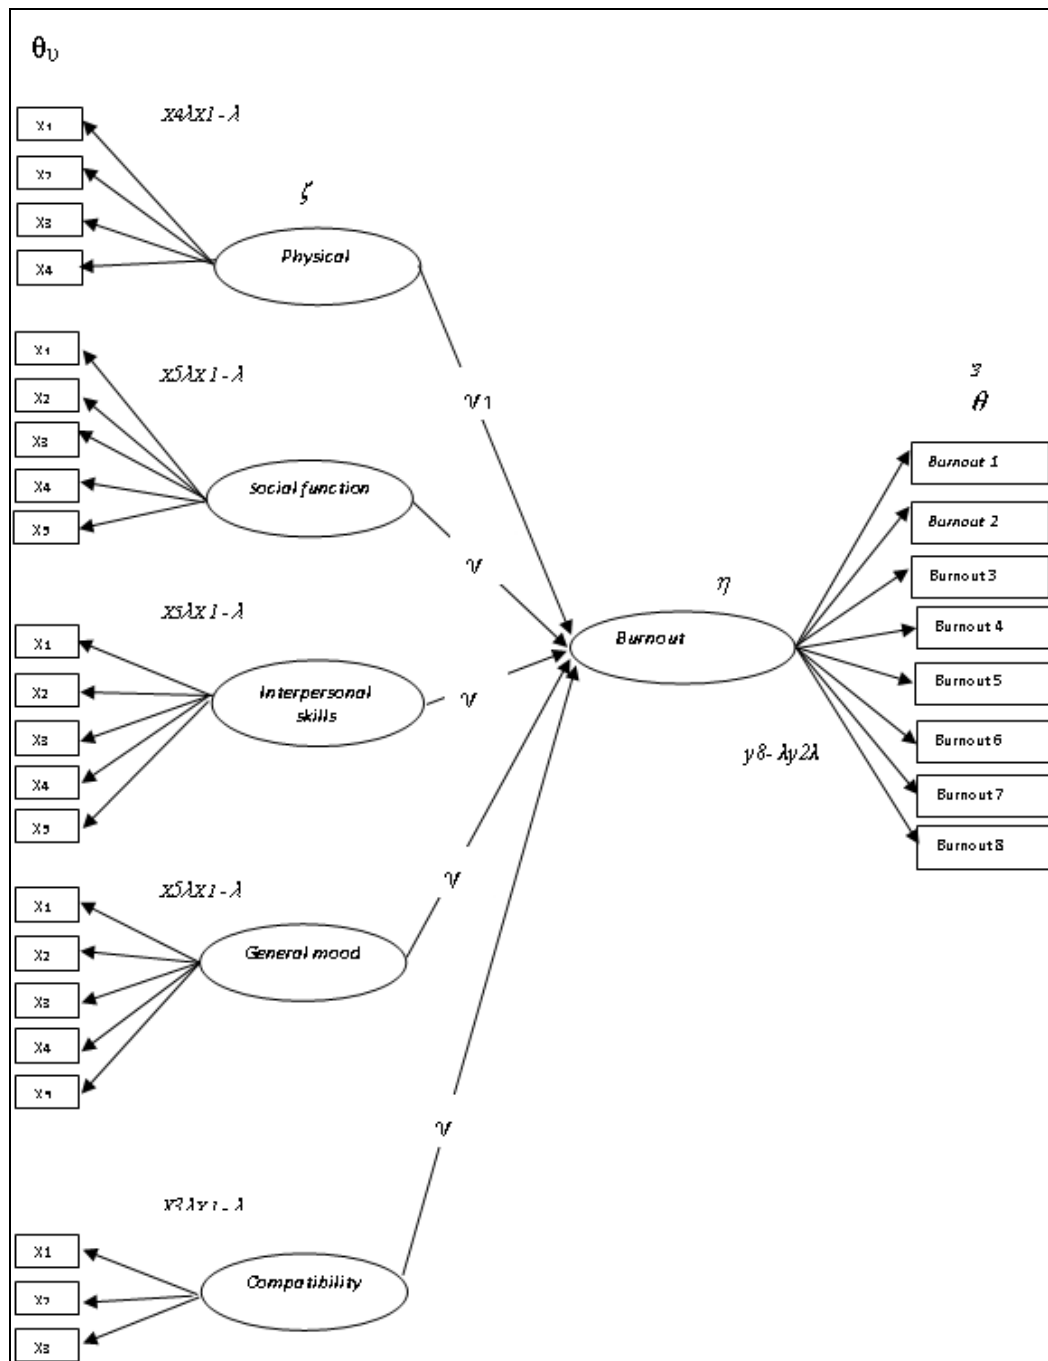 θυ
X4λX1 - λ
X1
X2
X3
X4
ζ
Physical
X1
X2
X3
X4
X5
X5λX1 - λ
Social function
γ1
γ
X1
X2
X3
X4
X5
X5λX1 - λ
Interpersonal
skills
γ
X1
X2
X3
X4
X5
X5λX1 - λ
General mood
γ
X1
X2
X3
X3λX1 - λ
Compatibility
γ
η
Burnout
y8- λy2λ
θ
Burnout 1
Burnout 2
Burnout 3
Burnout 4
Burnout 5
Burnout 6
Burnout 7
Burnout 8